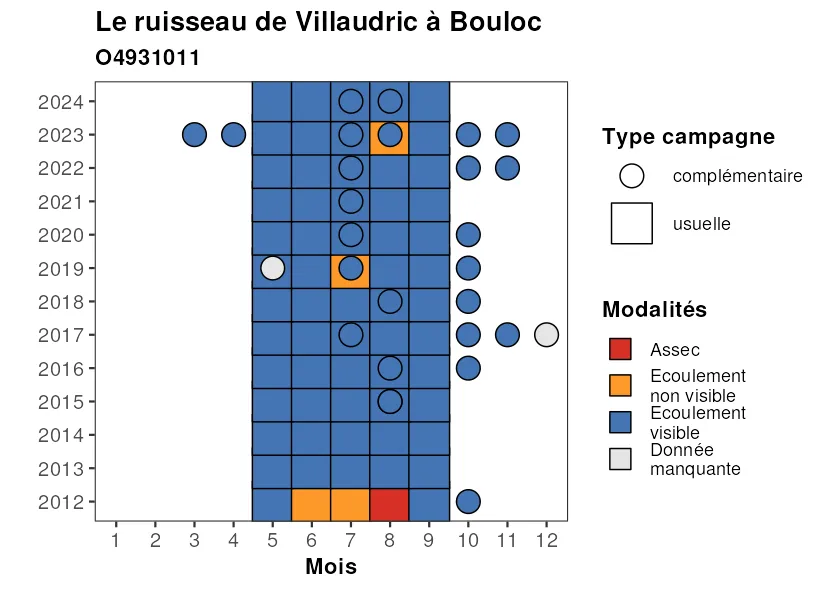 Le ruisseau de Villaudric à Bouloc
O4931011
2024
2023
2022
2021
2020
2019
2018
2017
2016
2015
2014
2013
2012
1 2 3 4 5 6 7 8 9 10 11 12
Mois
Type campagne
complémentaire
usuelle
Modalités
Assec
Ecoulement
non visible
Ecoulement
visible
Donnée
manquante